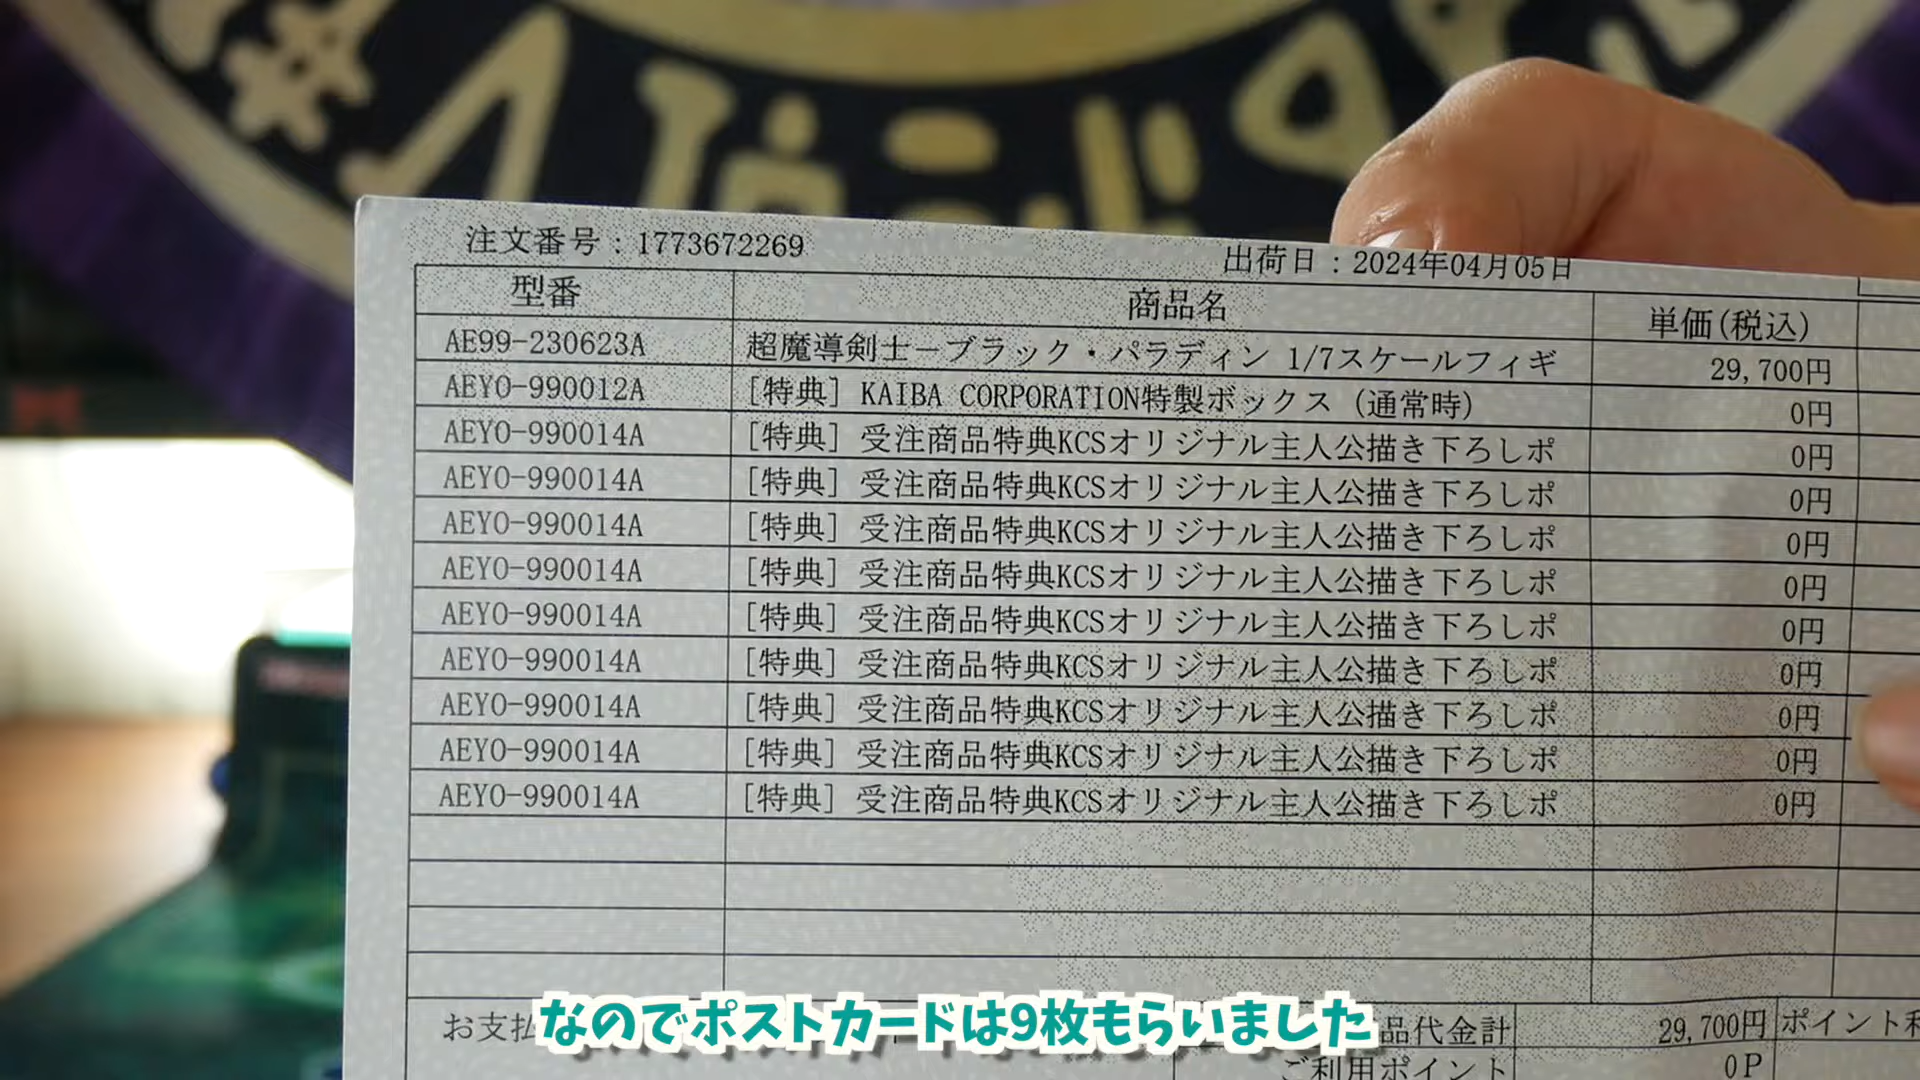 注文番号：1773672269
出荷日：2024年04月05日
型番 商品名 単価(税込)
AE99-230623A 超魔導剣士－ブラック・パラディン 1/7スケールフィギ 29,700円
AEYO-990012A [特典] KAIBA CORPORATION特製ボックス (通常時) 0円
AEYO-990014A [特典] 受注商品特典KCSオリジナル主人公描き下ろしポ 0円
AEYO-990014A [特典] 受注商品特典KCSオリジナル主人公描き下ろしポ 0円
AEYO-990014A [特典] 受注商品特典KCSオリジナル主人公描き下ろしポ 0円
AEYO-990014A [特典] 受注商品特典KCSオリジナル主人公描き下ろしポ 0円
AEYO-990014A [特典] 受注商品特典KCSオリジナル主人公描き下ろしポ 0円
AEYO-990014A [特典] 受注商品特典KCSオリジナル主人公描き下ろしポ 0円
AEYO-990014A [特典] 受注商品特典KCSオリジナル主人公描き下ろしポ 0円
AEYO-990014A [特典] 受注商品特典KCSオリジナル主人公描き下ろしポ 0円
AEYO-990014A [特典] 受注商品特典KCSオリジナル主人公描き下ろしポ 0円
お支払 品代金計 29,700円 ポイント利
なのでポストカードは9枚もらいました
ご利用ポイント 0P